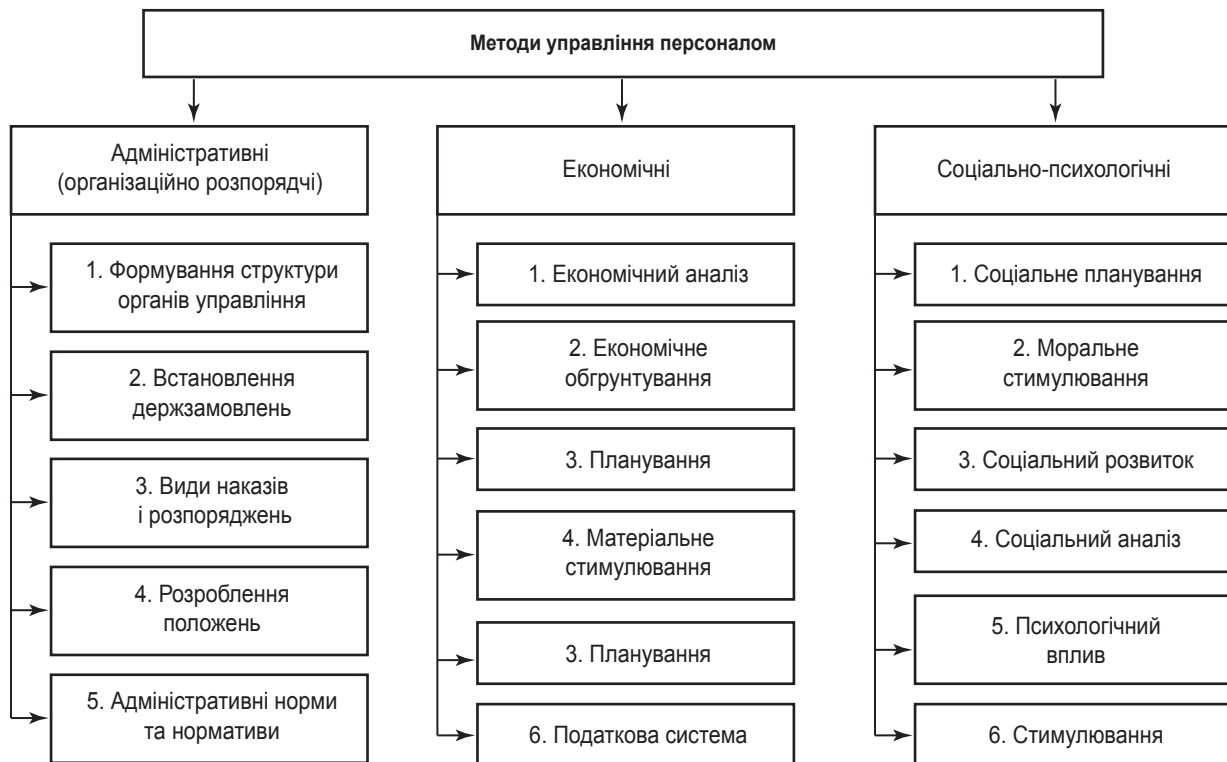 Методи управління персоналом
Адміністративні
(організаційно розпорядчі)
1. Формування структури
органів управління
2. Встановлення
держзамовлень
3. Види наказів
і розпоряджень
4. Розроблення
положень
5. Адміністративні норми
та нормативи
Економічні
1. Економічний аналіз
2. Економічне
обгрунтування
3. Планування
4. Матеріальне
стимулювання
3. Планування
6. Податкова система
Соціально-психологічні
1. Соціальне планування
2. Моральне
стимулювання
3. Соціальний розвиток
4. Соціальний аналіз
5. Психологічний
вплив
6. Стимулювання